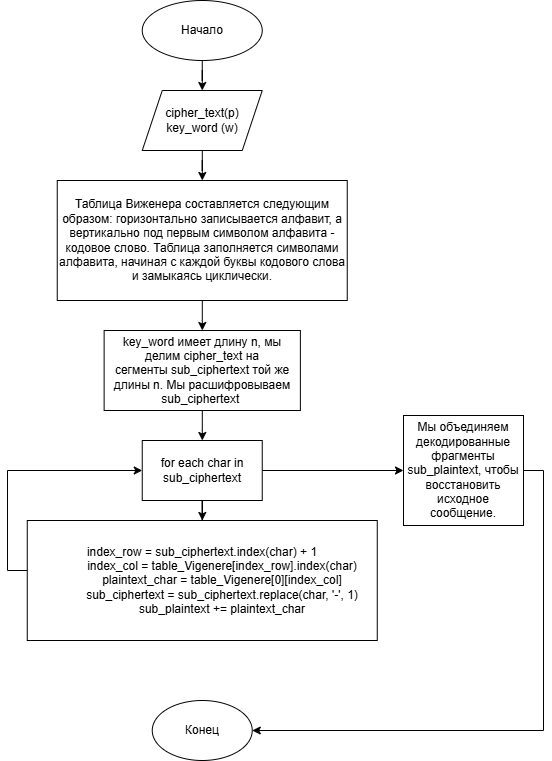 Начало
cipher_text(p)
key_word (w)
Таблица Виженера составляется следующим
образом: горизонтально записывается алфавит, а
вертикально под первым символом алфавита -
кодовое слово. Таблица заполняется символами
алфавита, начиная с каждой буквы кодового слова
и замыкаясь циклически.
key_word имеет длину n, мы
делим cipher_text на
сегменты sub_ciphertext той же
длины n. Мы расшифровываем
sub_ciphertext
for each char in
sub_ciphertext
Мы объединяем
декодированные
фрагменты
sub_plaintext, чтобы
восстановить
исходное
сообщение.
index_row = sub_ciphertext.index(char) + 1
index_col = table_Vigenere[index_row].index(char)
plaintext_char = table_Vigenere[0][index_col]
sub_ciphertext = sub_ciphertext.replace(char, '-', 1)
sub_plaintext += plaintext_char
Конец